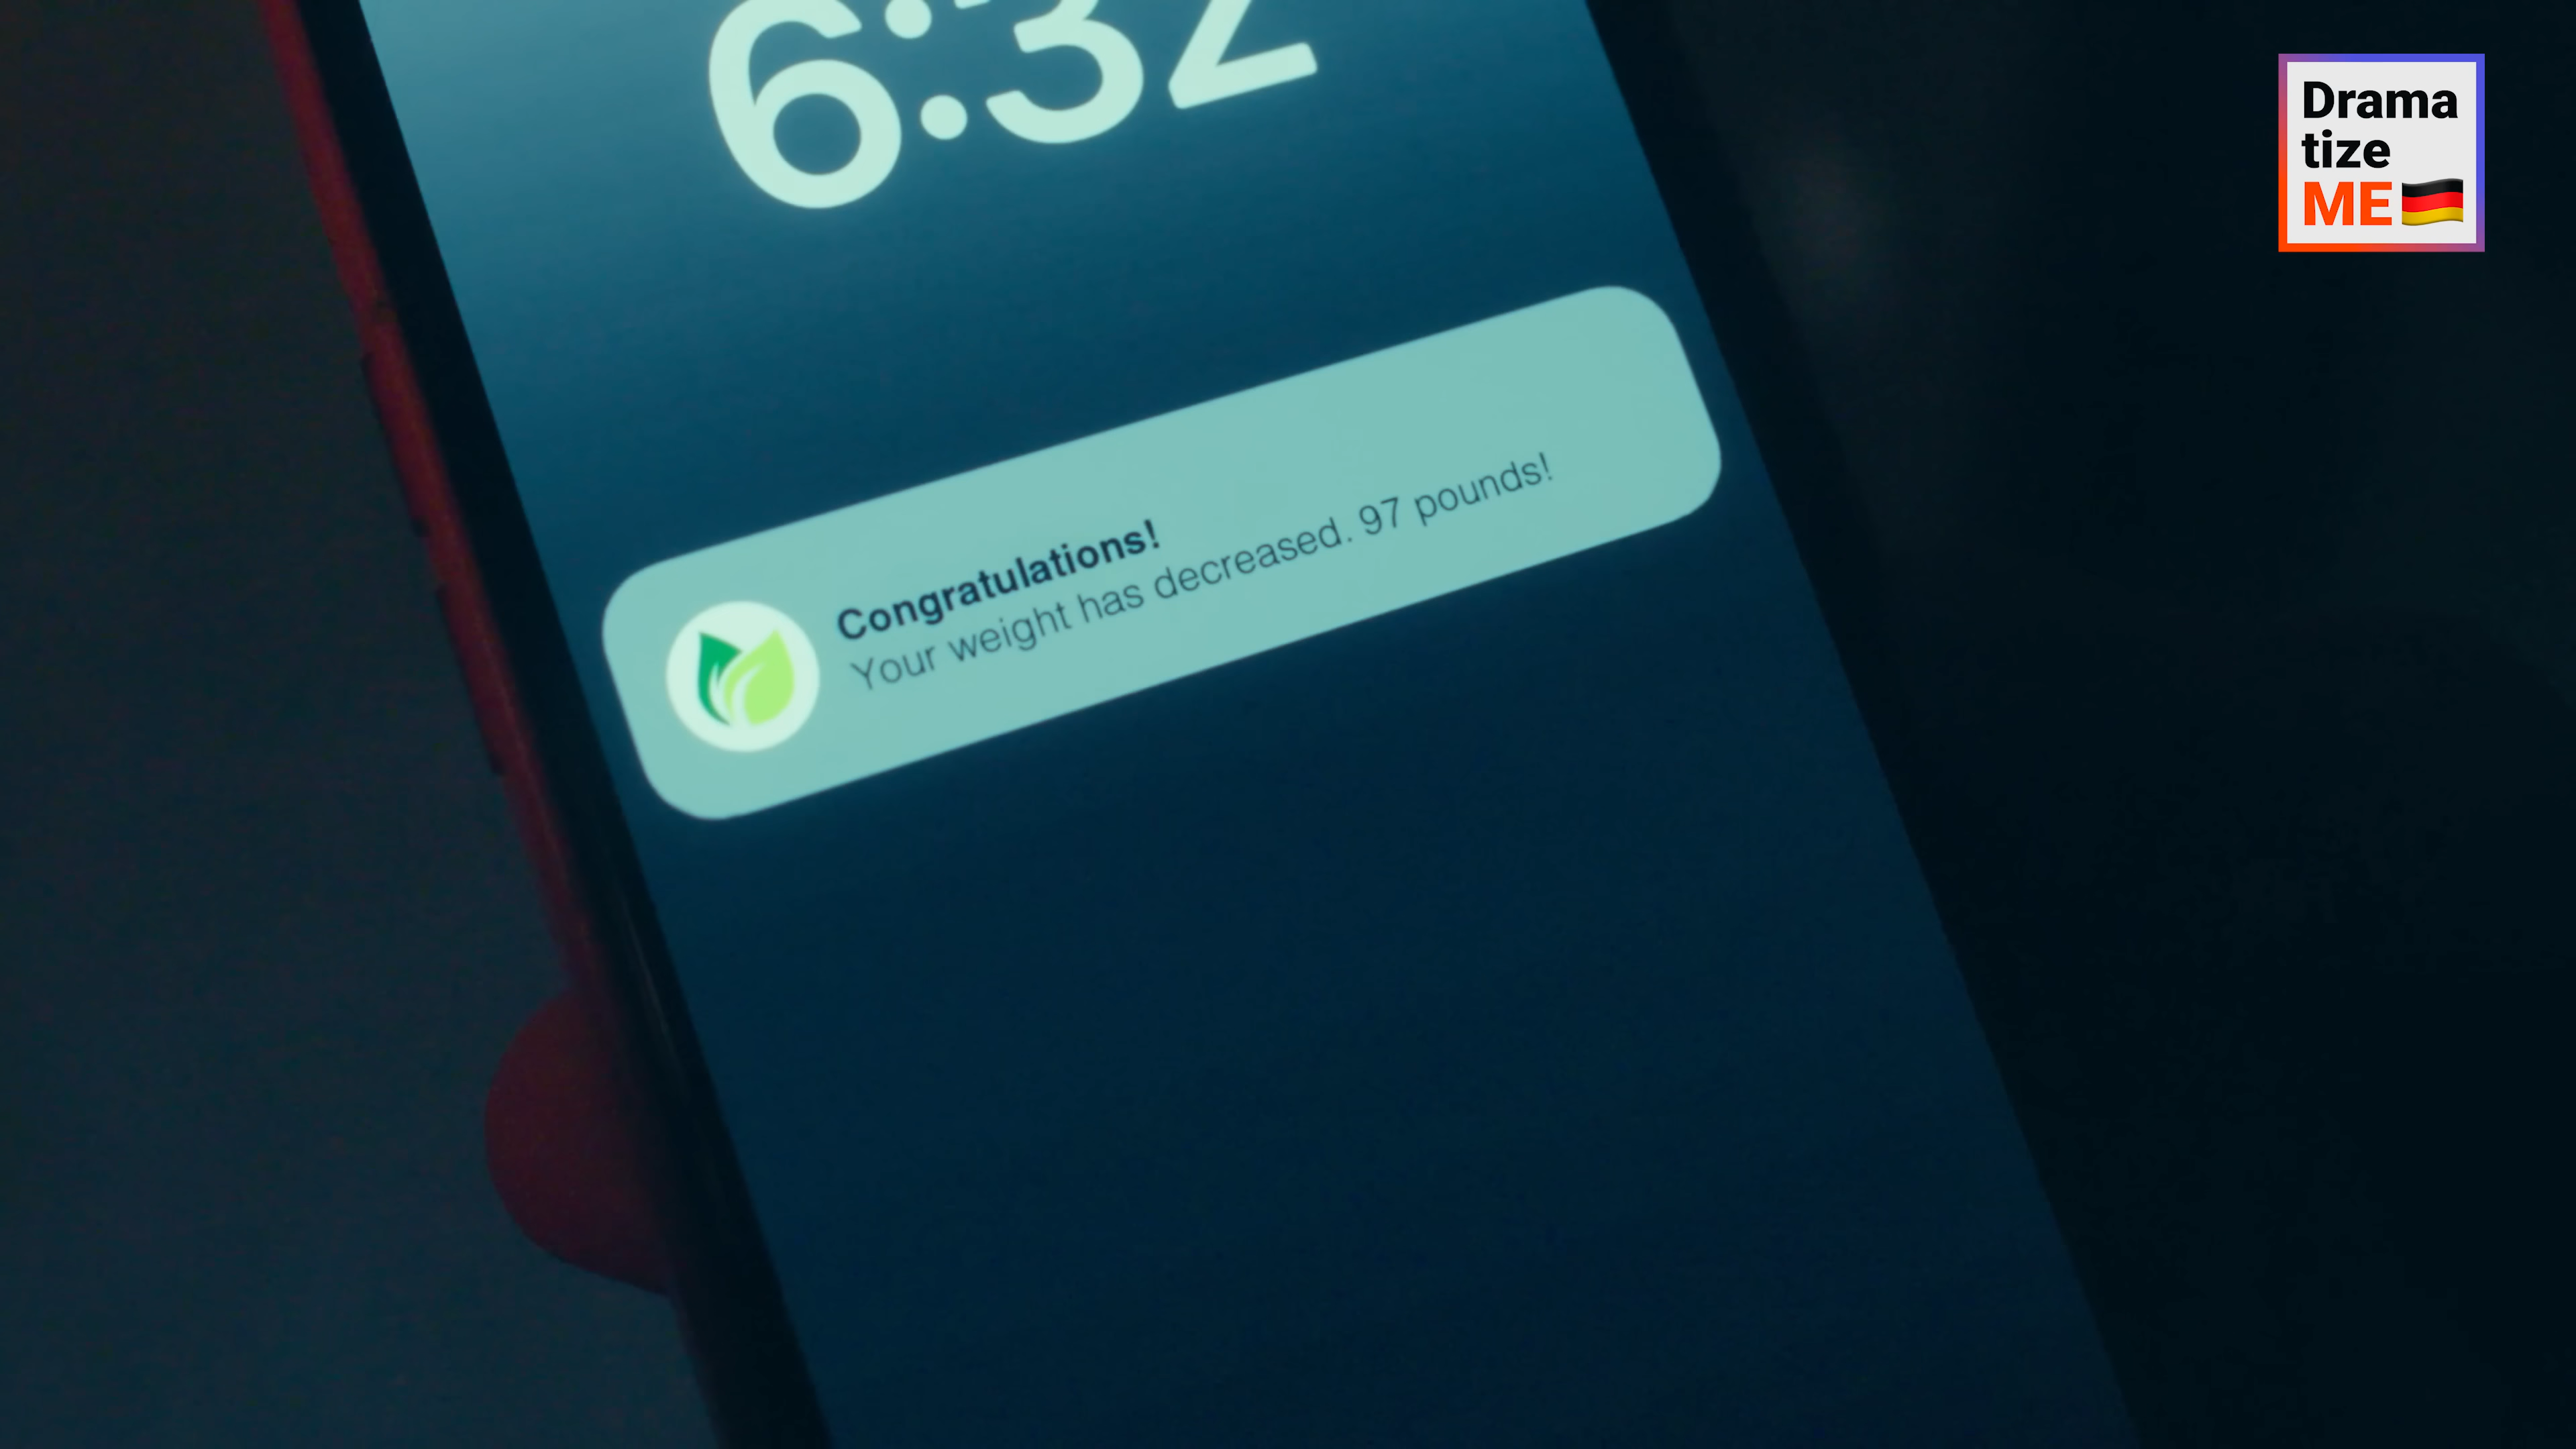 6:32
Drama
tize
ME
Congratulations!
Your weight has decreased. 97 pounds!